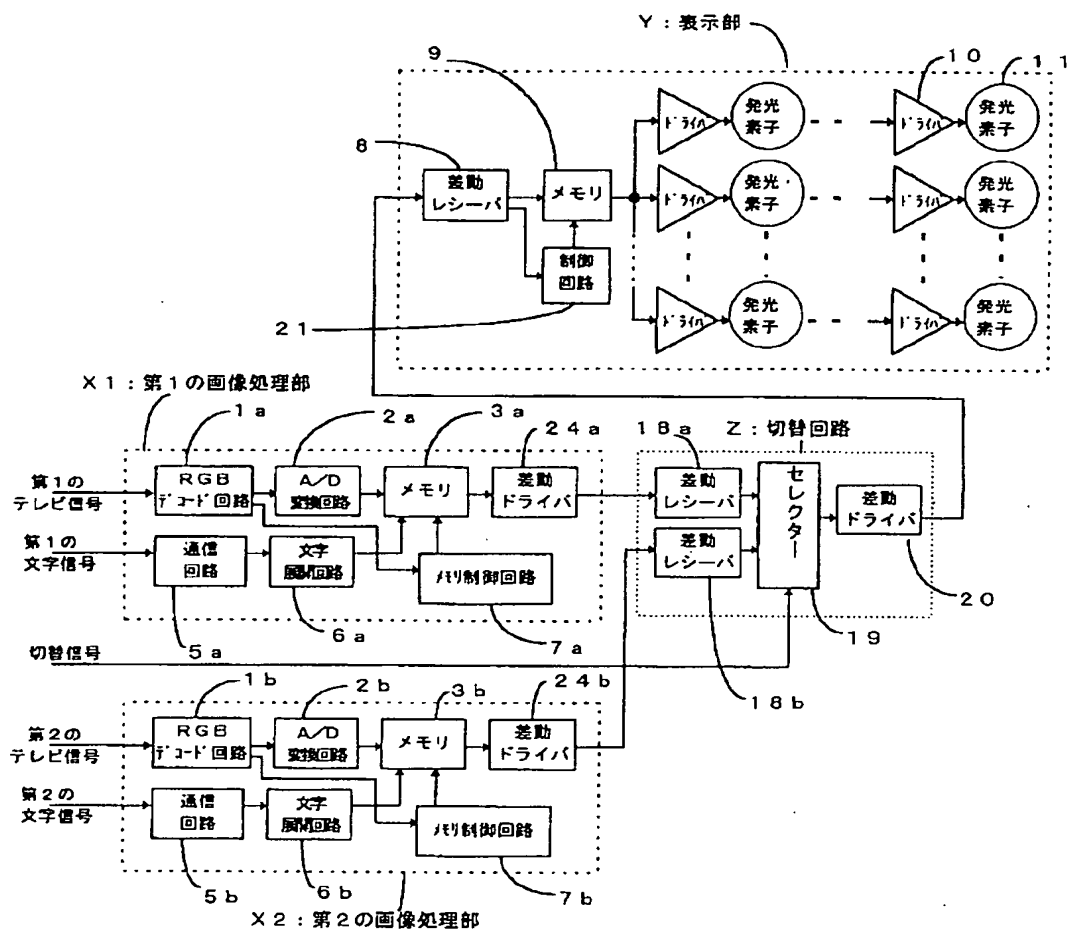 Y：表示部
9
10
11
ドライバ
発光
素子
ドライバ
発光
素子
8
差動
レシーバ
メモリ
ドライバ
発光
素子
ドライバ
発光
素子
制御
回路
21
ドライバ
発光
素子
ドライバ
発光
素子
X1：第1の画像処理部
1a
2a
3a
24a
18a
Z：切替回路
第1の
テレビ信号
RGB
デコード回路
A/D
変換回路
メモリ
差動
ドライバ
差動
レシーバ
セレクター
差動
ドライバ
第1の
文字信号
通信
回路
文字
展開回路
メモリ制御回路
差動
レシーバ
20
5a
6a
7a
19
切替信号
18b
1b
2b
3b
24b
第2の
テレビ信号
RGB
デコード回路
A/D
変換回路
メモリ
差動
ドライバ
第2の
文字信号
通信
回路
文字
展開回路
メモリ制御回路
5b
6b
7b
X2：第2の画像処理部